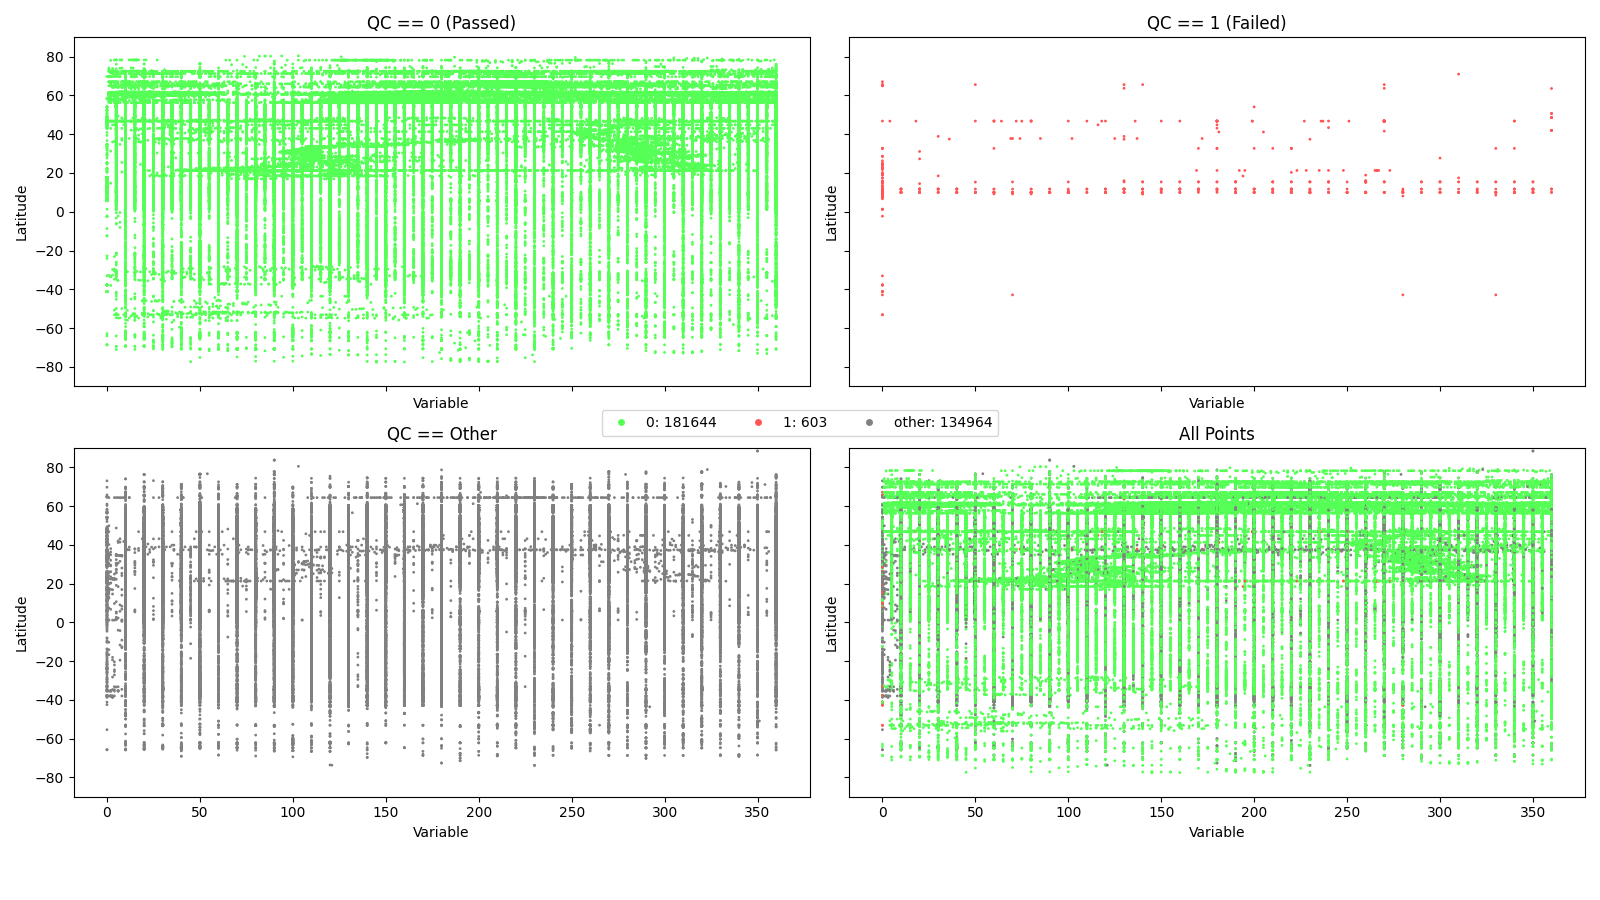 QC == 0 (Passed)
QC == 1 (Failed)
80
60
40
20
0
−20
−40
−60
−80
Latitude
Latitude
Variable
Variable
0: 181644
1: 603
other: 134964
QC == Other
All Points
80
60
40
20
0
−20
−40
−60
−80
Latitude
Latitude
0 50 100 150 200 250 300 350
0 50 100 150 200 250 300 350
Variable
Variable